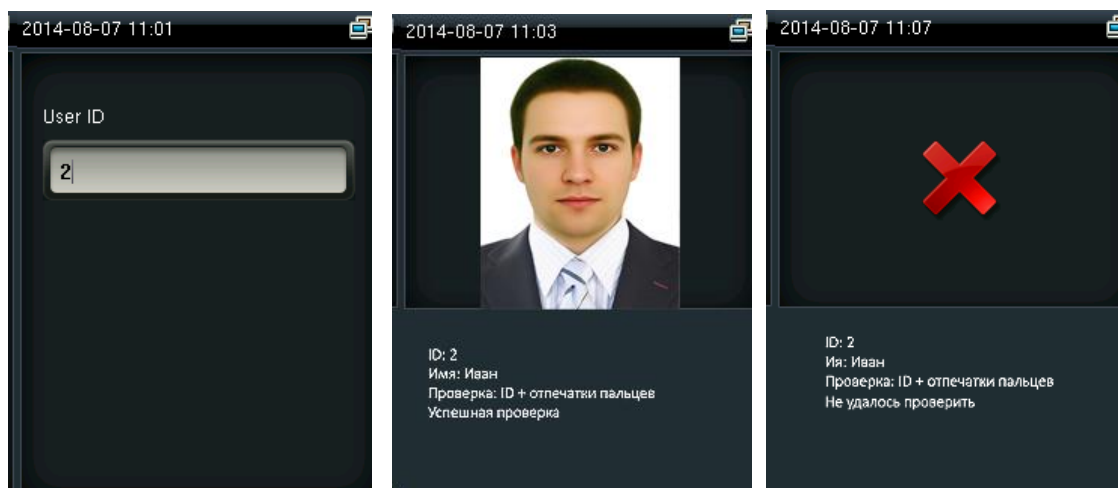 2014-08-07 11:01
User ID
2
2014-08-07 11:03
ID: 2
Имя: Иван
Проверка: ID + отпечатки пальцев
Успешная проверка
2014-08-07 11:07
ID: 2
Ия: Иван
Проверка: ID + отпечатки пальцев
Не удалось проверить